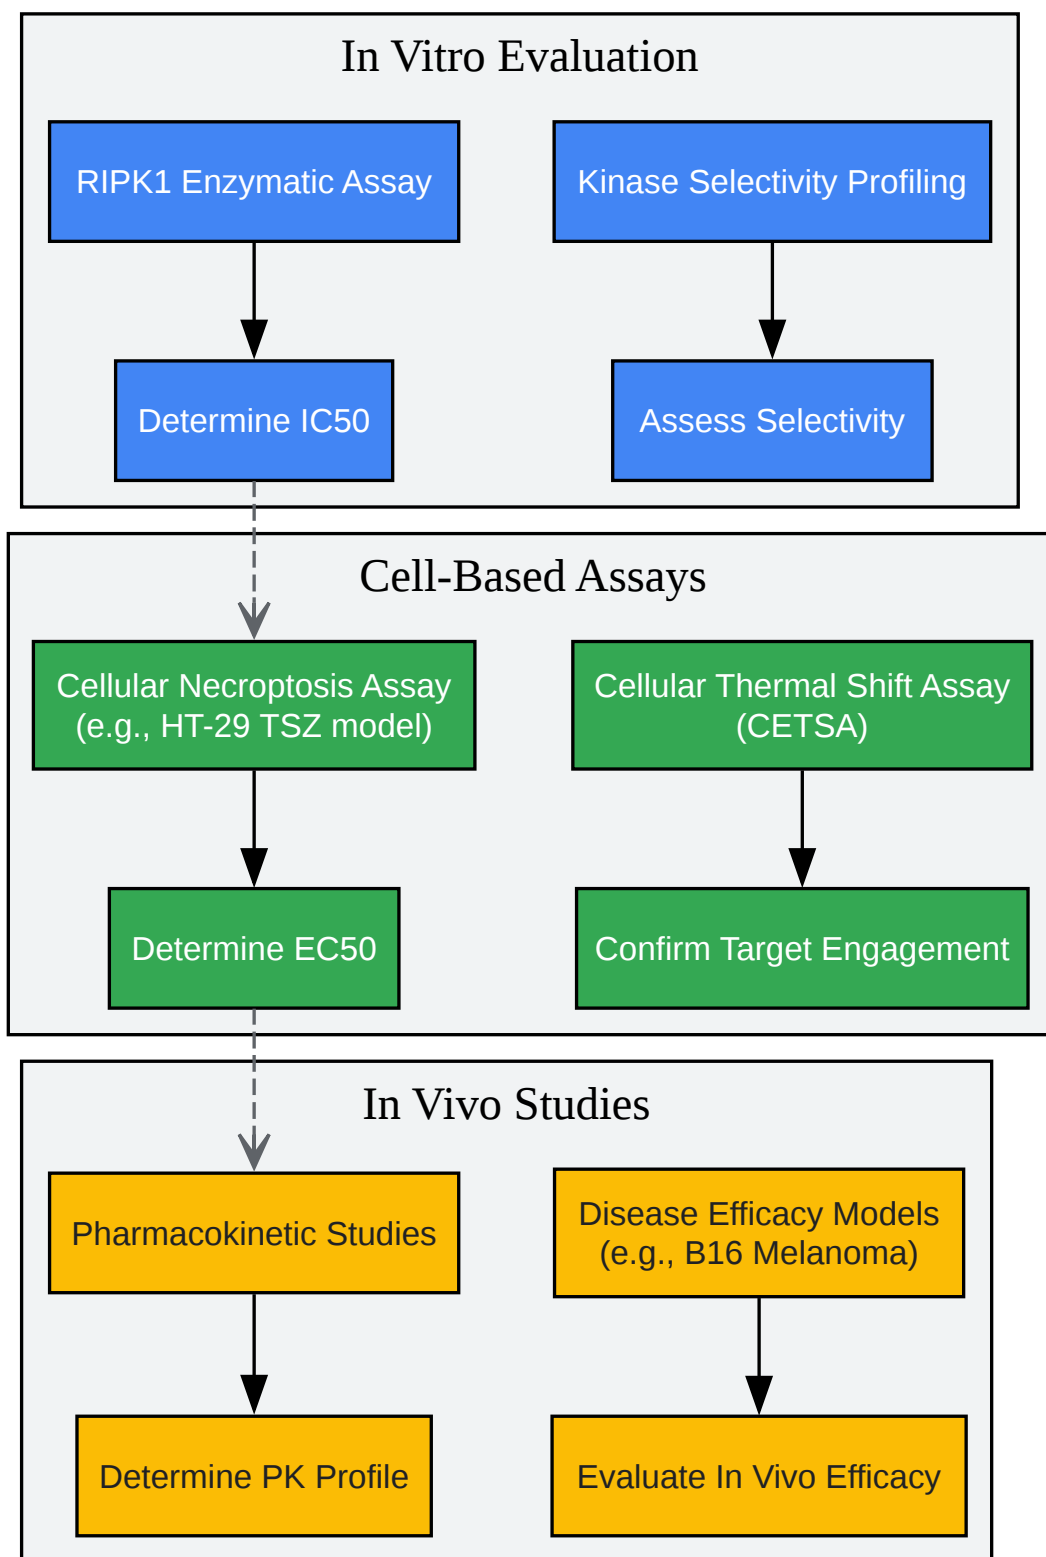 In Vitro Evaluation
RIPK1 Enzymatic Assay
Kinase Selectivity Profiling
Determine IC50
Assess Selectivity
Cell-Based Assays
Cellular Necroptosis Assay
(e.g., HT-29 TSZ model)
Cellular Thermal Shift Assay
(CETSA)
Determine EC50
Confirm Target Engagement
In Vivo Studies
Pharmacokinetic Studies
Disease Efficacy Models
(e.g., B16 Melanoma)
Determine PK Profile
Evaluate In Vivo Efficacy